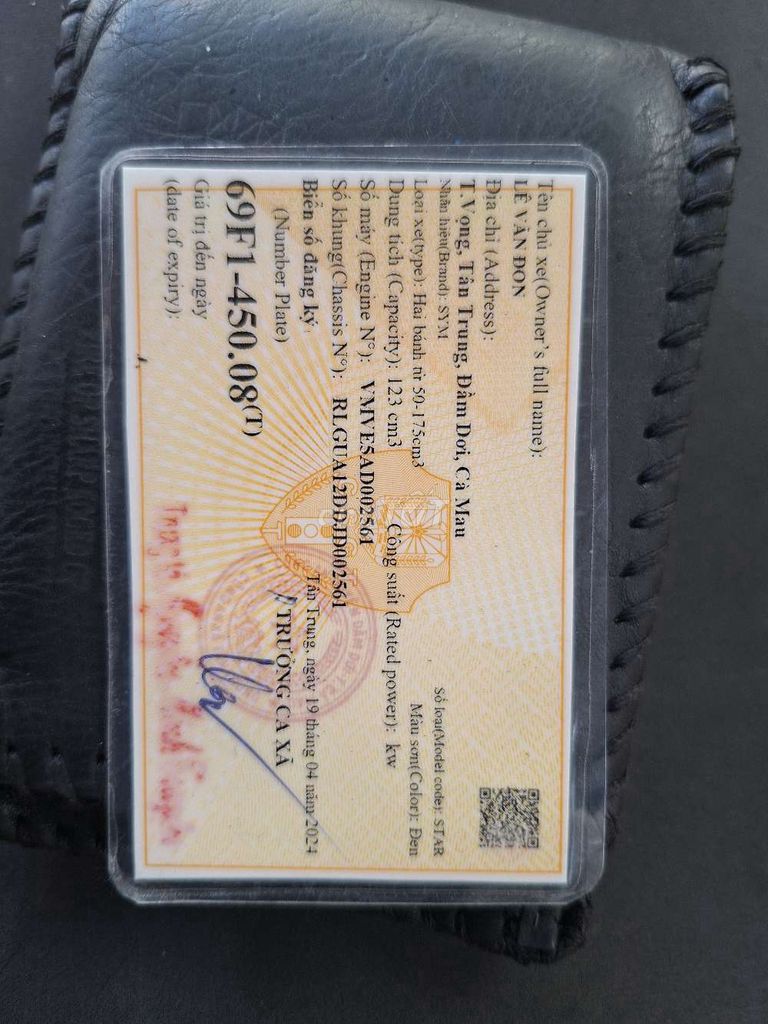 Tên chủ xe(Owner's full name):
LÊ VĂN ĐỌN
Địa chỉ (Address):
T.Vọng, Tân Trung, Đầm Dơi, Cà Mau
Nhãn hiệu(Brand): SYM Số loại(Model code): STAR
Loại xe(type): Hai bánh từ 50-175cm3 Màu sơn(Color): Đen
Dung tích (Capacity): 123 cm3 Công suất (Rated power): kw
Số máy (Engine N°): VMVE5AD002561
Số khung(Chassis N°): RLGUA12DDJD002561
Biển số đăng ký Tân Trung, ngày 19 tháng 04 năm 2024
(Number Plate) TRƯỞNG CA XÃ
69F1-450.08(T)
Giá trị đến ngày
(date of expiry):